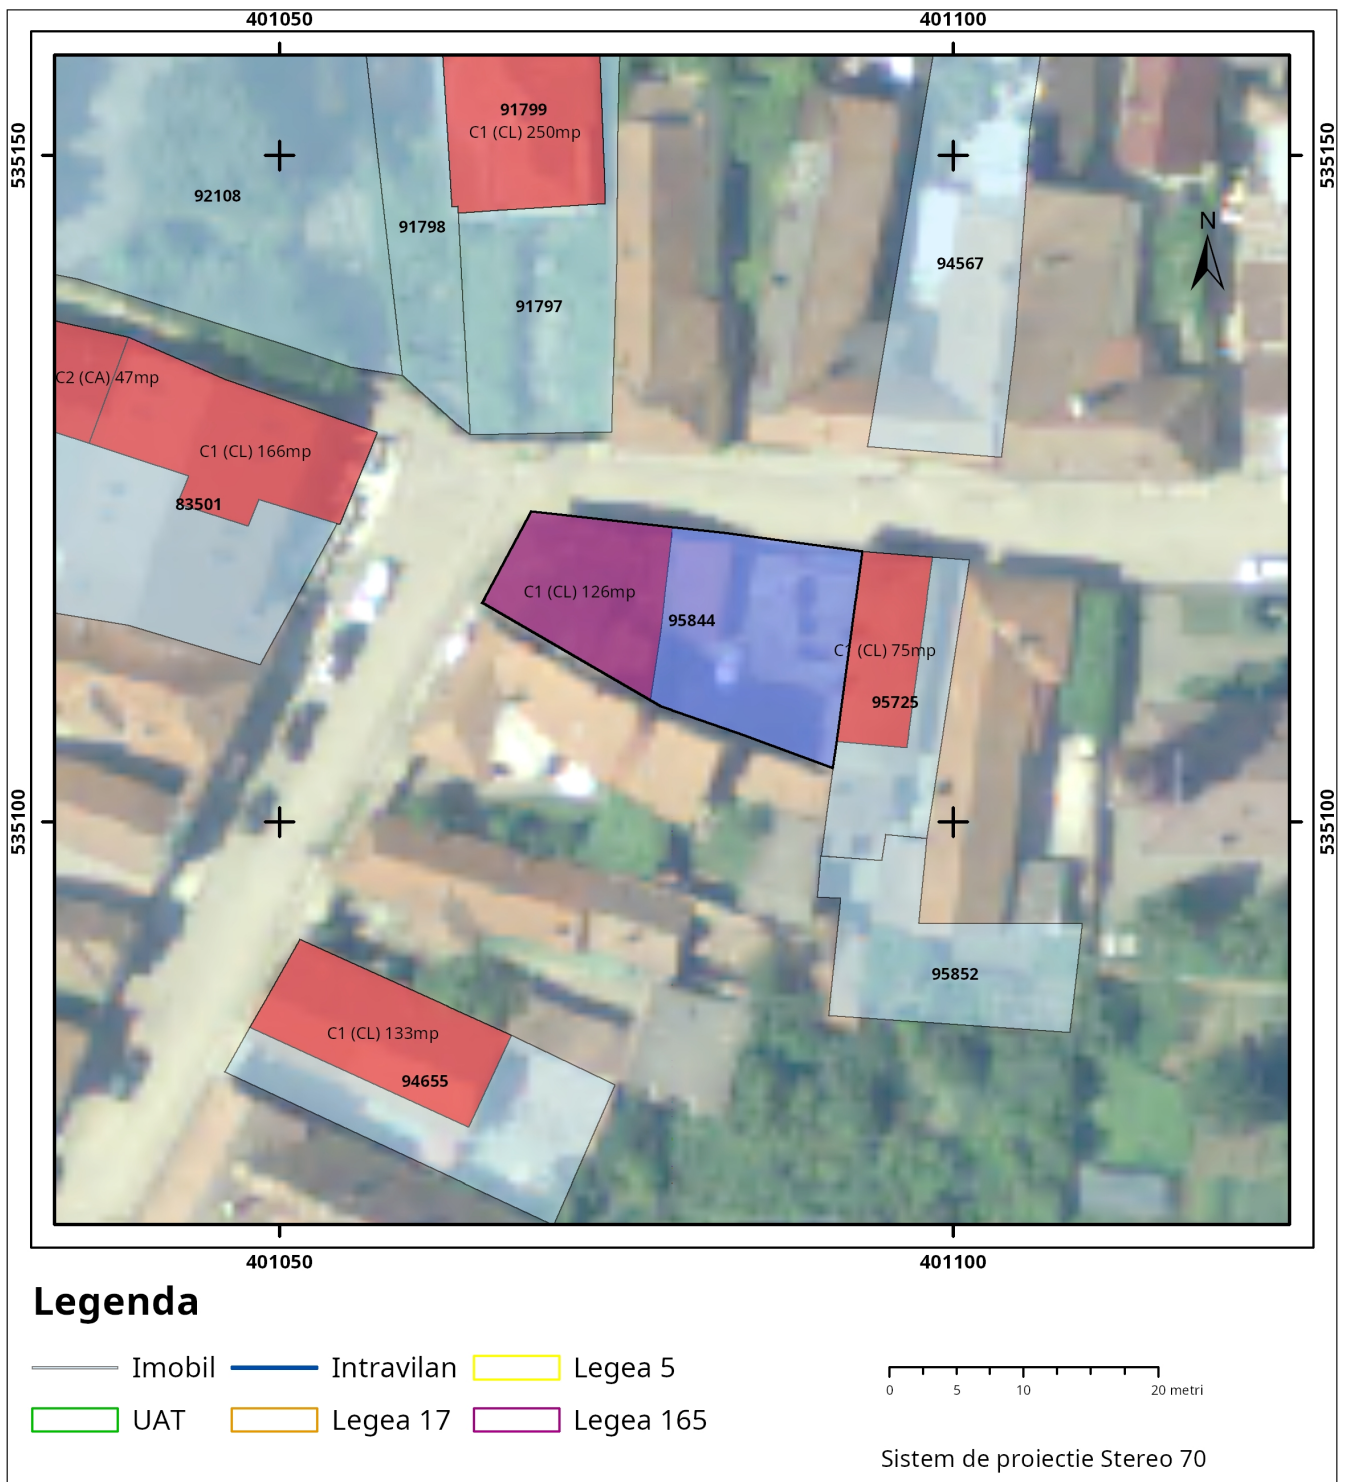 401050 401100
535150 535150
91799
C1 (CL) 250mp
92108
91798
N
94567
91797
C2 (CA) 47mp
C1 (CL) 166mp
83501
C1 (CL) 126mp
95844
C1 (CL) 75mp
95725
535100 535100
95852
C1 (CL) 133mp
94655
401050 401100
Legenda
Imobil Intravilan Legea 5
UAT Legea 17 Legea 165
0 5 10 20 metri
Sistem de proiectie Stereo 70